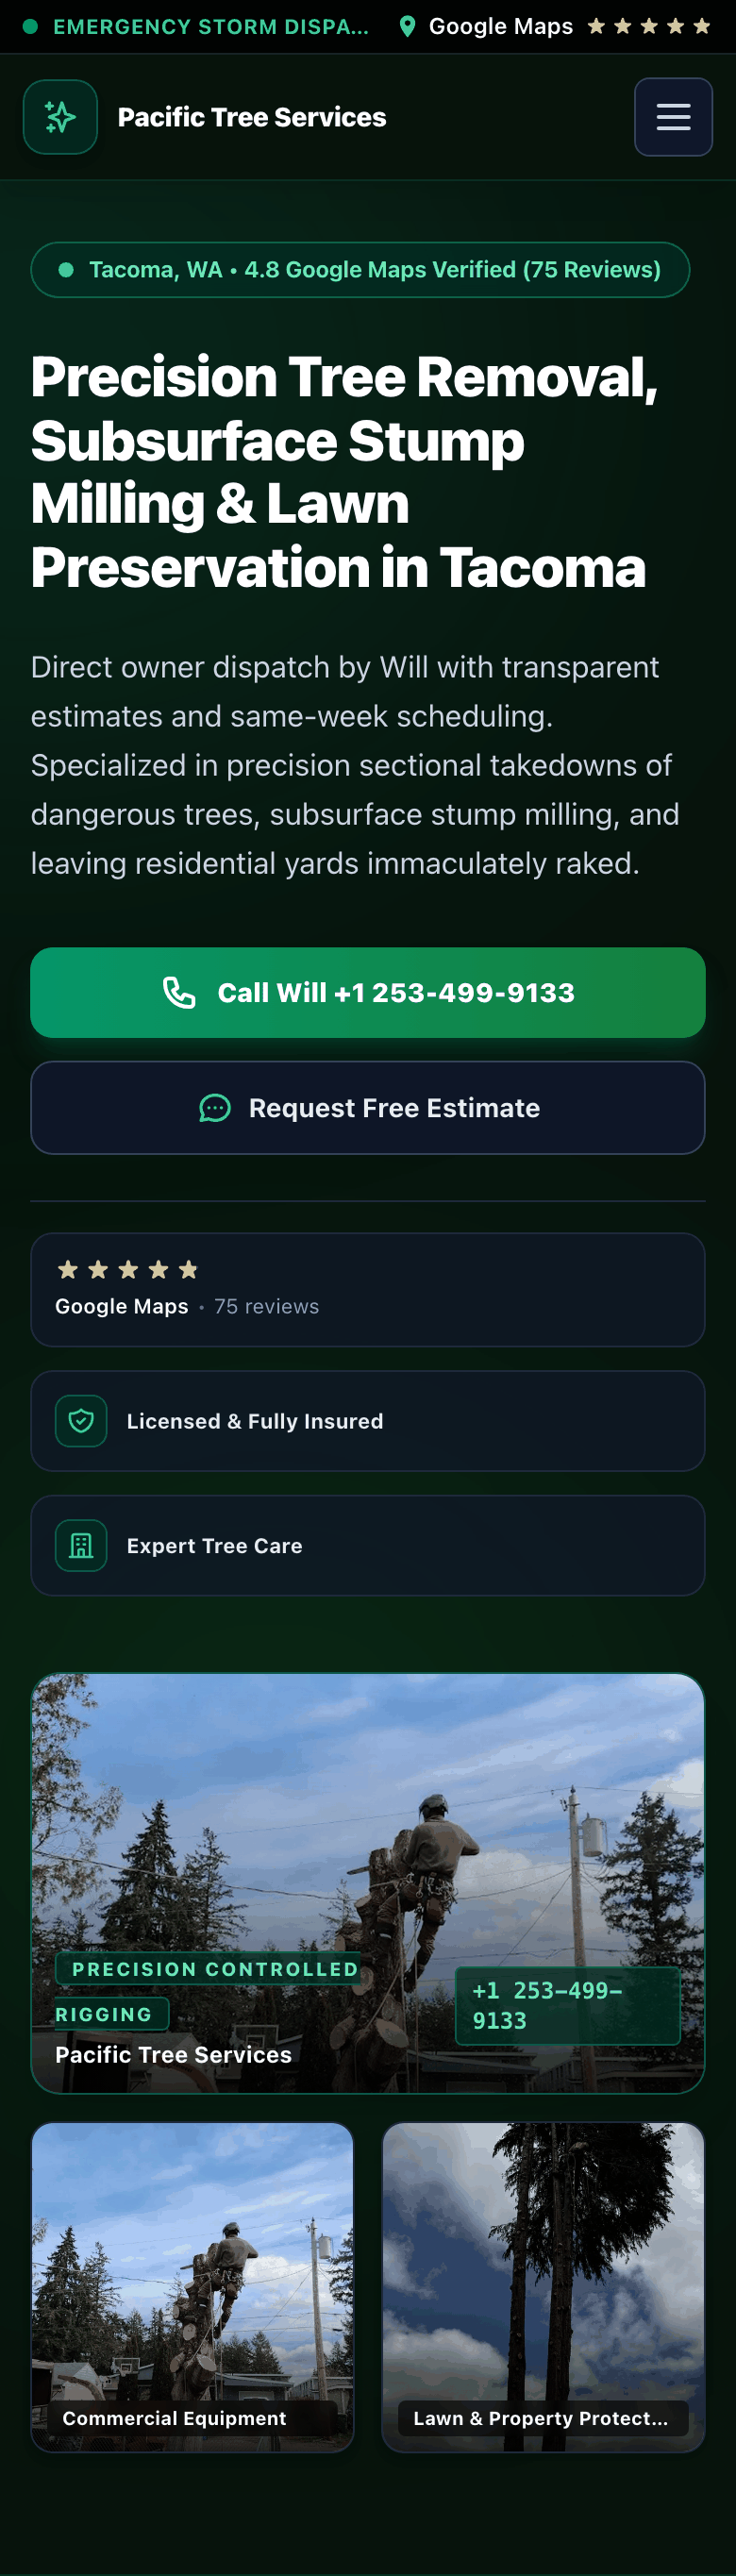 EMERGENCY STORM DISPA... Google Maps
Pacific Tree Services
Tacoma, WA • 4.8 Google Maps Verified (75 Reviews)
Precision Tree Removal,
Subsurface Stump
Milling & Lawn
Preservation in Tacoma
Direct owner dispatch by Will with transparent
estimates and same-week scheduling.
Specialized in precision sectional takedowns of
dangerous trees, subsurface stump milling, and
leaving residential yards immaculately raked.
Call Will +1 253-499-9133
Request Free Estimate
Google Maps • 75 reviews
Licensed & Fully Insured
Expert Tree Care
PRECISION CONTROLLED
RIGGING
Pacific Tree Services
+1 253-499-
9133
Commercial Equipment
Lawn & Property Protect...